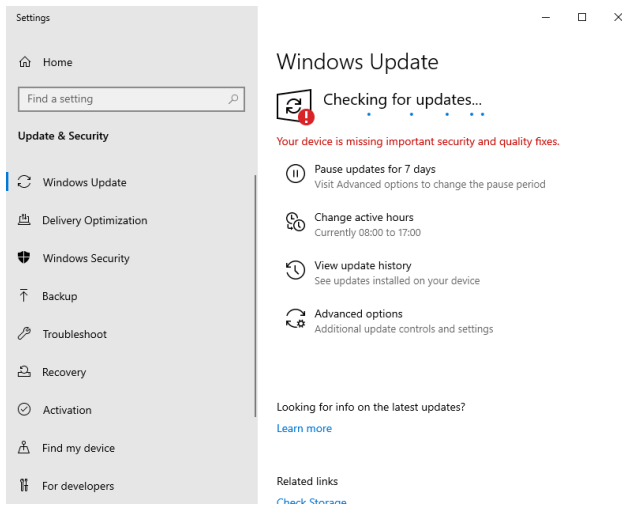 Settings
Home
Find a setting
Update & Security
Windows Update
Delivery Optimization
Windows Security
Backup
Troubleshoot
Recovery
Activation
Find my device
For developers
Windows Update
Checking for updates...
Your device is missing important security and quality fixes.
Pause updates for 7 days
Visit Advanced options to change the pause period
Change active hours
Currently 08:00 to 17:00
View update history
See updates installed on your device
Advanced options
Additional update controls and settings
Looking for info on the latest updates?
Learn more
Related links
Check Storage